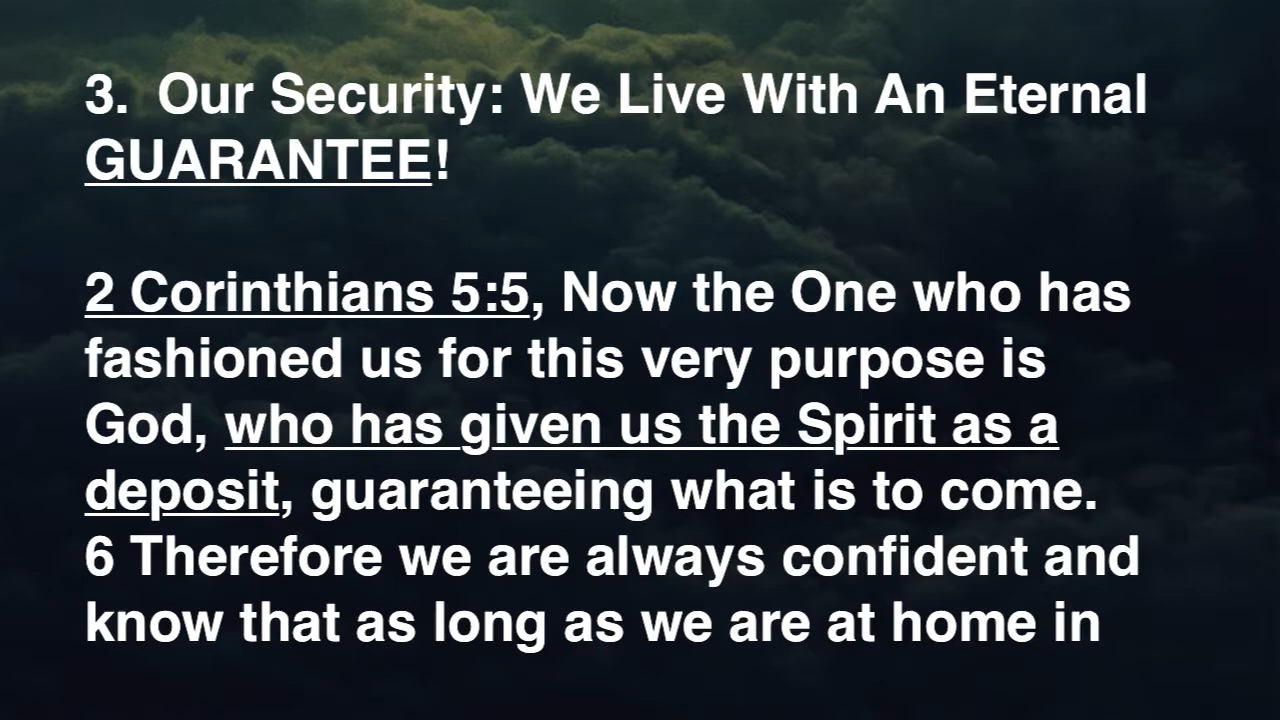 3. Our Security: We Live With An Eternal
GUARANTEE!
2 Corinthians 5:5, Now the One who has
fashioned us for this very purpose is
God, who has given us the Spirit as a
deposit, guaranteeing what is to come.
6 Therefore we are always confident and
know that as long as we are at home in